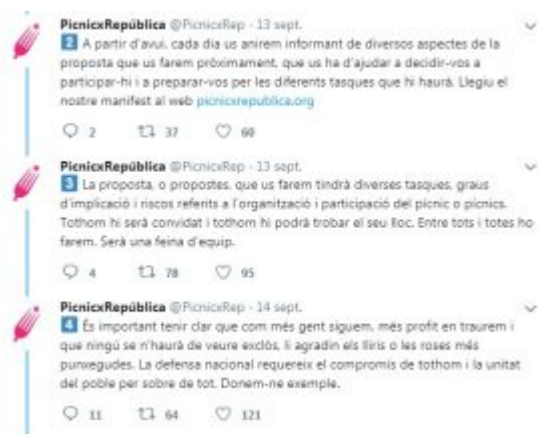 PicnicxRepública @PicnicxRep · 13 sept.
2 A partir d'avui, cada dia us anirem informant de diversos aspectes de la
proposta que us farem pròximament, que us ha d'ajudar a decidir-vos a
participar-hi i a preparar-vos per les diferents tasques que hi haurà. Llegiu el
nostre manifest al web picnicxrepublica.org
2 37 60
PicnicxRepública @PicnicxRep · 13 sept.
3 La proposta, o propostes, que us farem tindrà diverses tasques, graus
d'implicació i riscos referits a l'organització i participació del pícnic o pícnics.
Tothom hi serà convidat i tothom hi podrà trobar el seu lloc. Entre tots i totes ho
farem. Serà una feina d'equip.
4 78 95
PicnicxRepública @PicnicxRep · 14 sept.
4 És important tenir clar que com més gent siguem, més profit en traurem i
que ningú se n'haurà de veure exclòs, li agradin els lliris o les roses més
punxegudes. La defensa nacional requereix el compromís de tothom i la unitat
del poble per sobre de tot. Donem-ne exemple.
11 64 121